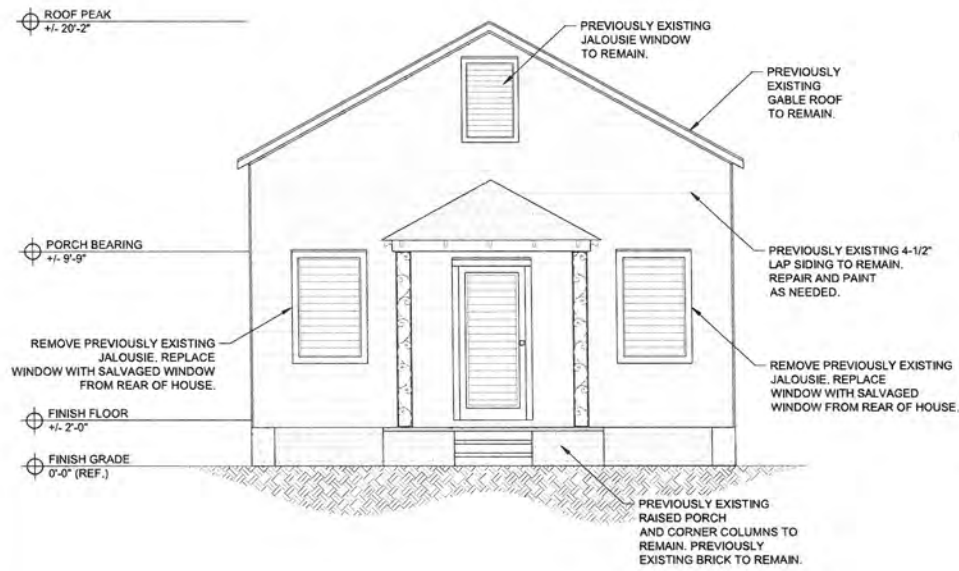 ROOF PEAK
+/- 20'-2"
PREVIOUSLY EXISTING
JALOUSIE WINDOW
TO REMAIN.
PREVIOUSLY
EXISTING
GABLE ROOF
TO REMAIN.
PORCH BEARING
+/- 9'-9"
PREVIOUSLY EXISTING 4-1/2"
LAP SIDING TO REMAIN.
REPAIR AND PAINT
AS NEEDED.
REMOVE PREVIOUSLY EXISTING
JALOUSIE, REPLACE
WINDOW WITH SALVAGED WINDOW
FROM REAR OF HOUSE.
REMOVE PREVIOUSLY EXISTING
JALOUSIE, REPLACE
WINDOW WITH SALVAGED
WINDOW FROM REAR OF HOUSE.
FINISH FLOOR
+/- 2'-0"
FINISH GRADE
0'-0" (REF.)
PREVIOUSLY EXISTING
RAISED PORCH
AND CORNER COLUMNS TO
REMAIN. PREVIOUSLY
EXISTING BRICK TO REMAIN.